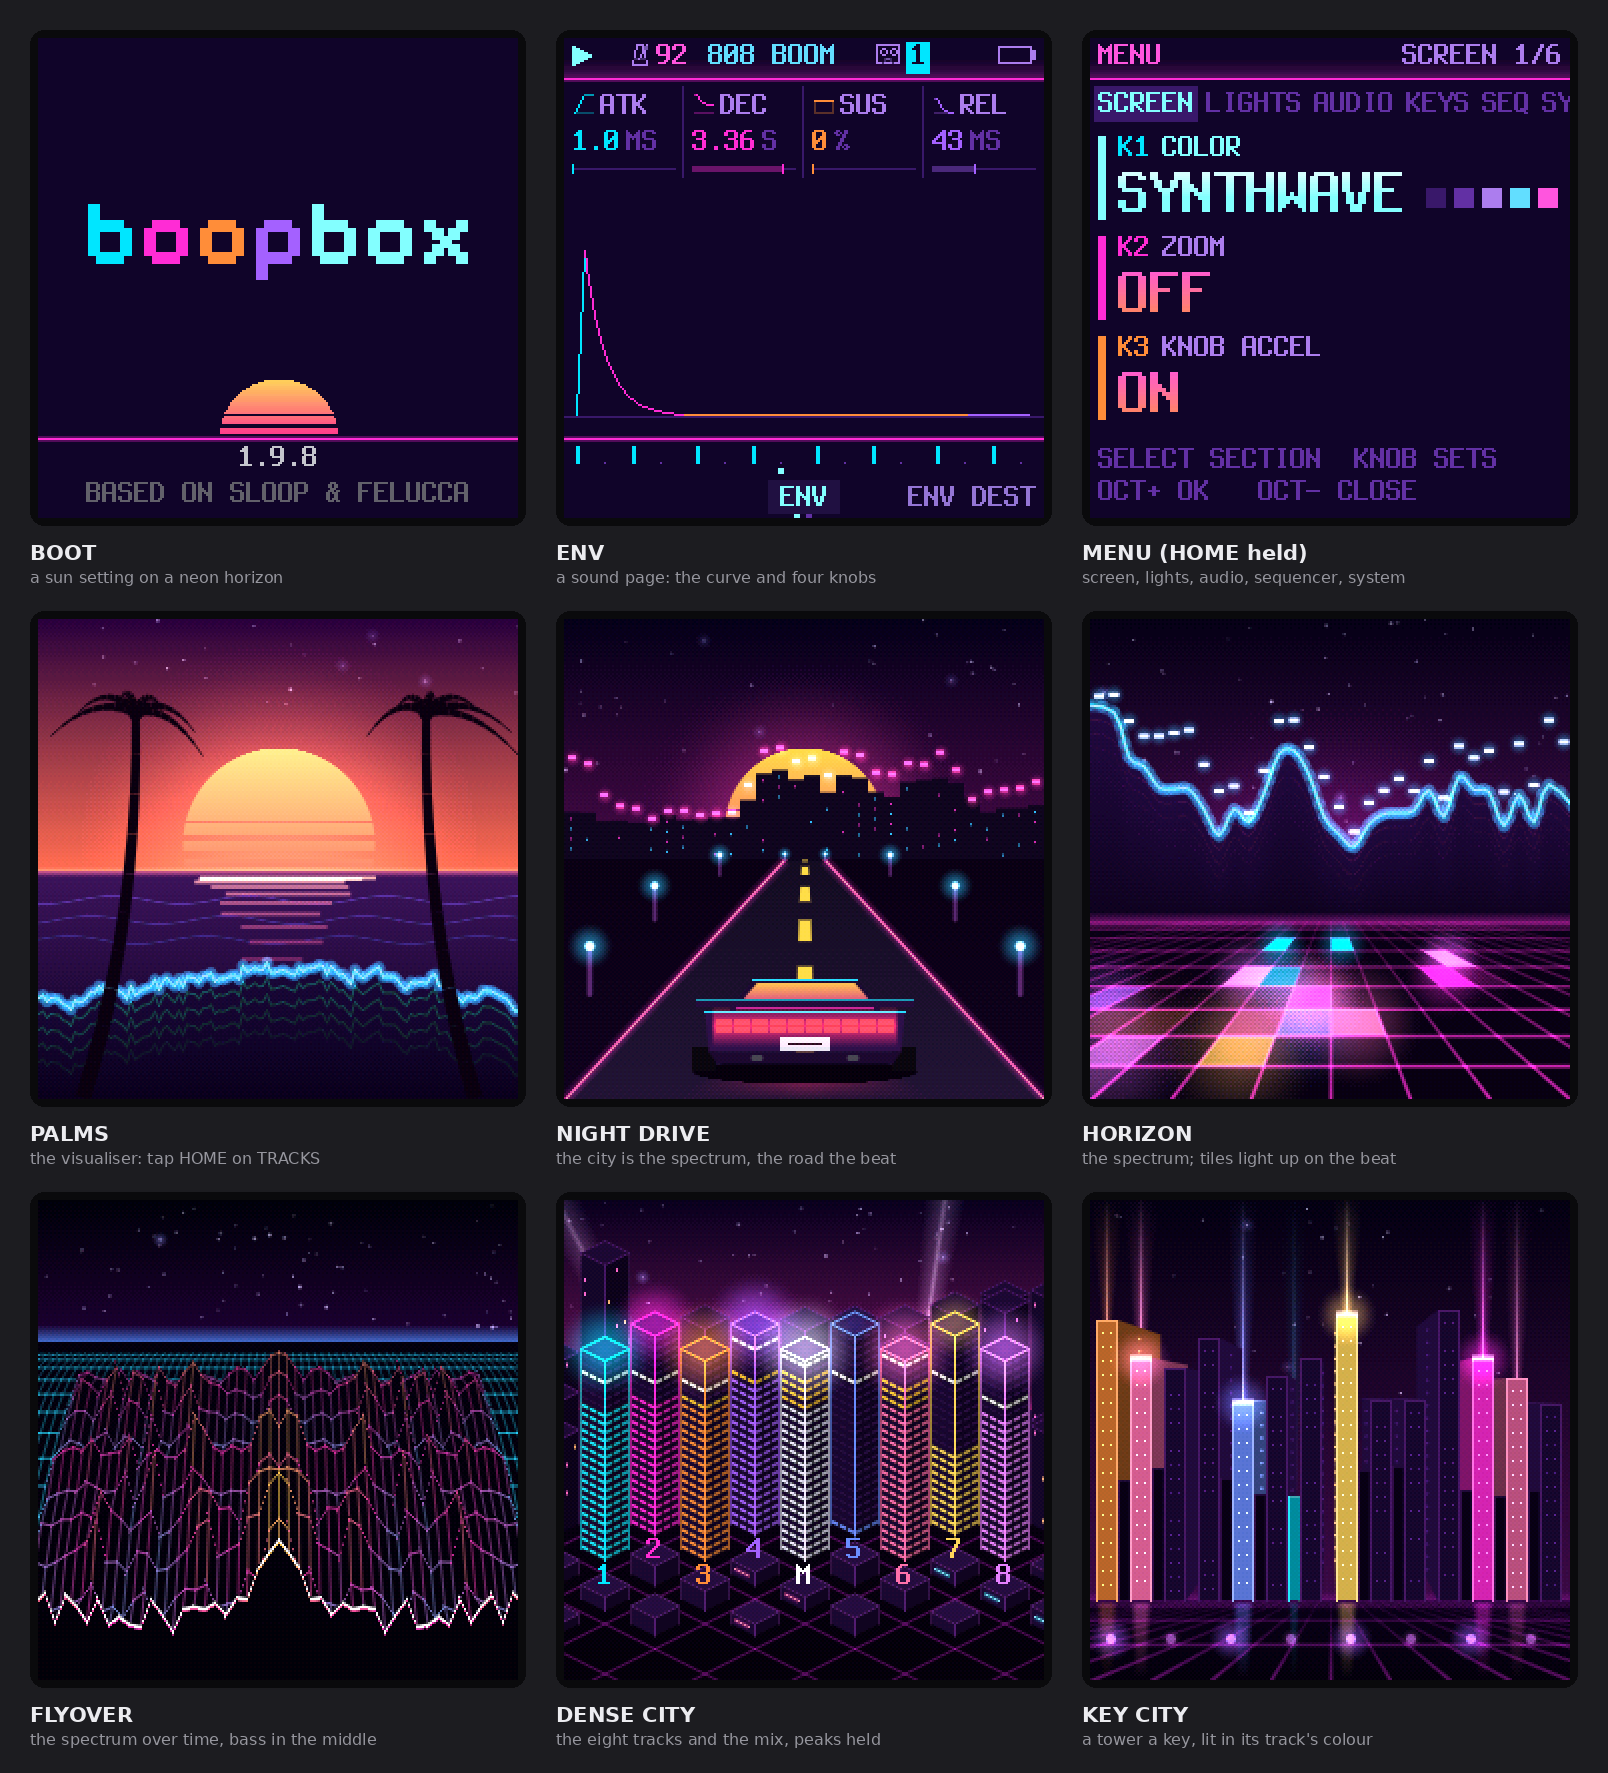 boopbox
1.9.8
BASED ON SLOOP & FELUCCA
BOOT
a sun setting on a neon horizon
92 808 BOOM 1
ATK DEC SUS REL
1.0 MS 3.36 S 0 % 43 MS
ENV ENV DEST
ENV
a sound page: the curve and four knobs
MENU SCREEN 1/6
SCREEN LIGHTS AUDIO KEYS SEQ SY
K1 COLOR
SYNTHWAVE
K2 ZOOM
OFF
K3 KNOB ACCEL
ON
SELECT SECTION KNOB SETS
OCT+ OK OCT- CLOSE
MENU (HOME held)
screen, lights, audio, sequencer, system
PALMS
the visualiser: tap HOME on TRACKS
NIGHT DRIVE
the city is the spectrum, the road the beat
HORIZON
the spectrum; tiles light up on the beat
FLYOVER
the spectrum over time, bass in the middle
1 2 3 4 M 5 6 7 8
DENSE CITY
the eight tracks and the mix, peaks held
KEY CITY
a tower a key, lit in its track's colour